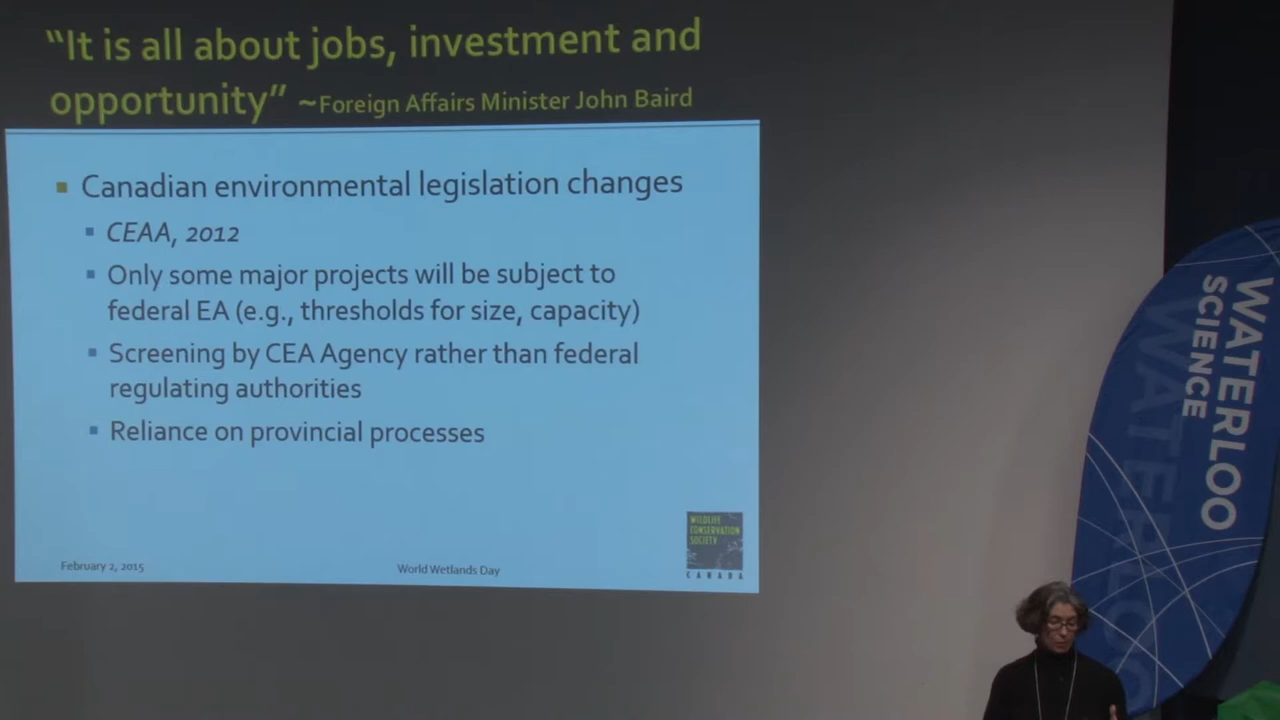 “It is all about jobs, investment and
opportunity” ~Foreign Affairs Minister John Baird
Canadian environmental legislation changes
CEAA, 2012
Only some major projects will be subject to
federal EA (e.g., thresholds for size, capacity)
Screening by CEA Agency rather than federal
regulating authorities
Reliance on provincial processes
WILDLIFE
CONSERVATION
SOCIETY
CANADA
February 2, 2015
World Wetlands Day
WATERLOO
SCIENCE
WATERLOO